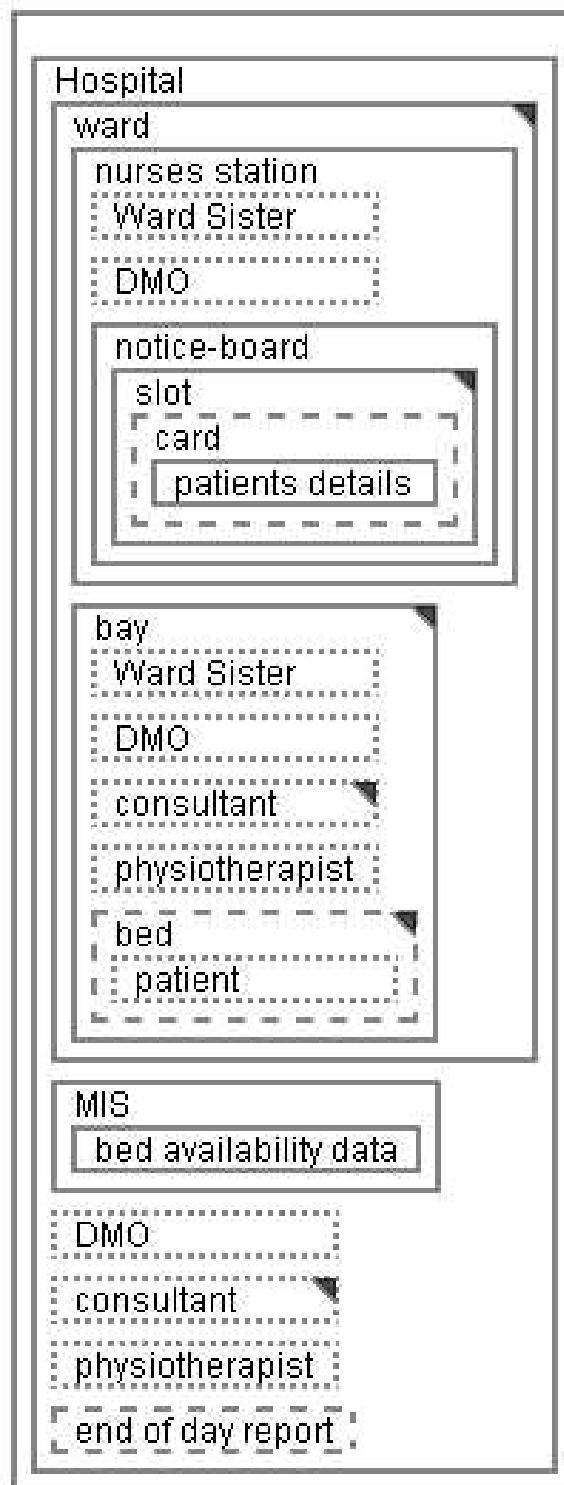 Hospital
ward
nurses station
Ward Sister
DMO
notice-board
slot
card
patients details
bay
Ward Sister
DMO
consultant
physiotherapist
bed
patient
MIS
bed availability data
DMO
consultant
physiotherapist
end of day report